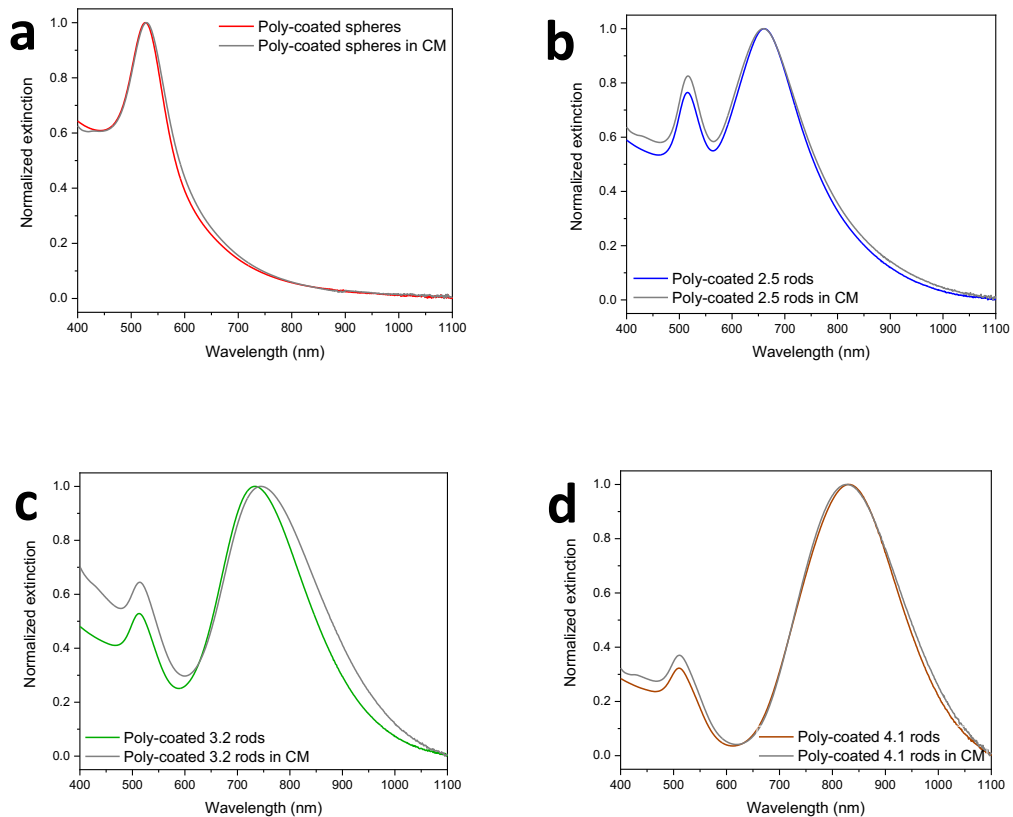 a
Poly-coated spheres
Poly-coated spheres in CM
1.0
0.8
0.6
0.4
0.2
0.0
Normalized extinction
400 500 600 700 800 900 1000 1100
Wavelength (nm)
b
1.0
0.8
0.6
0.4
0.2
0.0
Normalized extinction
Poly-coated 2.5 rods
Poly-coated 2.5 rods in CM
400 500 600 700 800 900 1000 1100
Wavelength (nm)
c
1.0
0.8
0.6
0.4
0.2
0.0
Normalized extinction
Poly-coated 3.2 rods
Poly-coated 3.2 rods in CM
400 500 600 700 800 900 1000 1100
Wavelength (nm)
d
1.0
0.8
0.6
0.4
0.2
0.0
Normalized extinction
Poly-coated 4.1 rods
Poly-coated 4.1 rods in CM
400 500 600 700 800 900 1000 1100
Wavelength (nm)